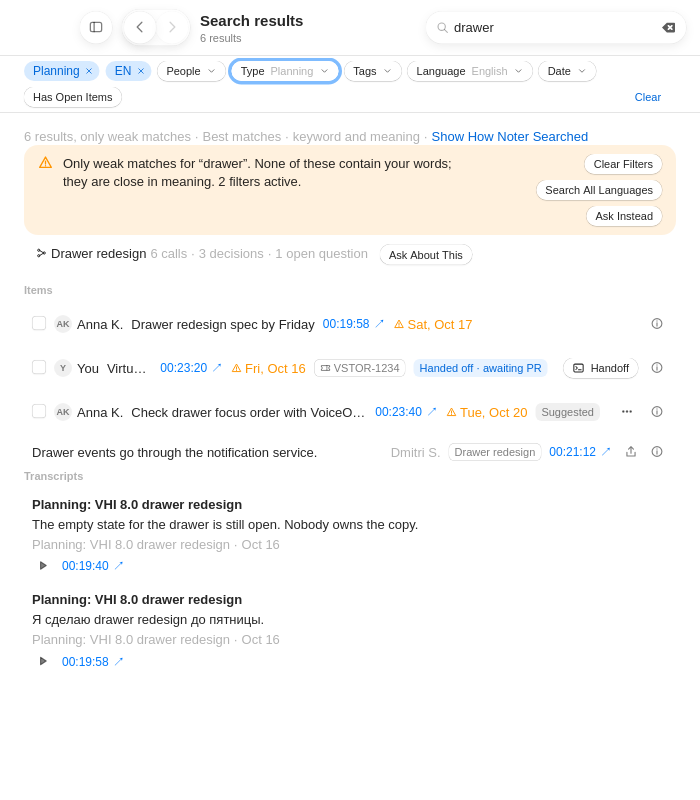 Search results
6 results
drawer
Planning × EN × People Type Planning Tags Language English Date
Has Open Items Clear
6 results, only weak matches · Best matches · keyword and meaning · Show How Noter Searched
Only weak matches for “drawer”. None of these contain your words;
they are close in meaning. 2 filters active.
Clear Filters
Search All Languages
Ask Instead
Drawer redesign 6 calls · 3 decisions · 1 open question Ask About This
Items
AK Anna K. Drawer redesign spec by Friday 00:19:58 ↗ Sat, Oct 17
Y You Virtu… 00:23:20 ↗ Fri, Oct 16 VSTOR-1234 Handed off · awaiting PR Handoff
AK Anna K. Check drawer focus order with VoiceO… 00:23:40 ↗ Tue, Oct 20 Suggested
Drawer events go through the notification service. Dmitri S. Drawer redesign 00:21:12 ↗
Transcripts
Planning: VHI 8.0 drawer redesign
The empty state for the drawer is still open. Nobody owns the copy.
Planning: VHI 8.0 drawer redesign · Oct 16
00:19:40 ↗
Planning: VHI 8.0 drawer redesign
Я сделаю drawer redesign до пятницы.
Planning: VHI 8.0 drawer redesign · Oct 16
00:19:58 ↗